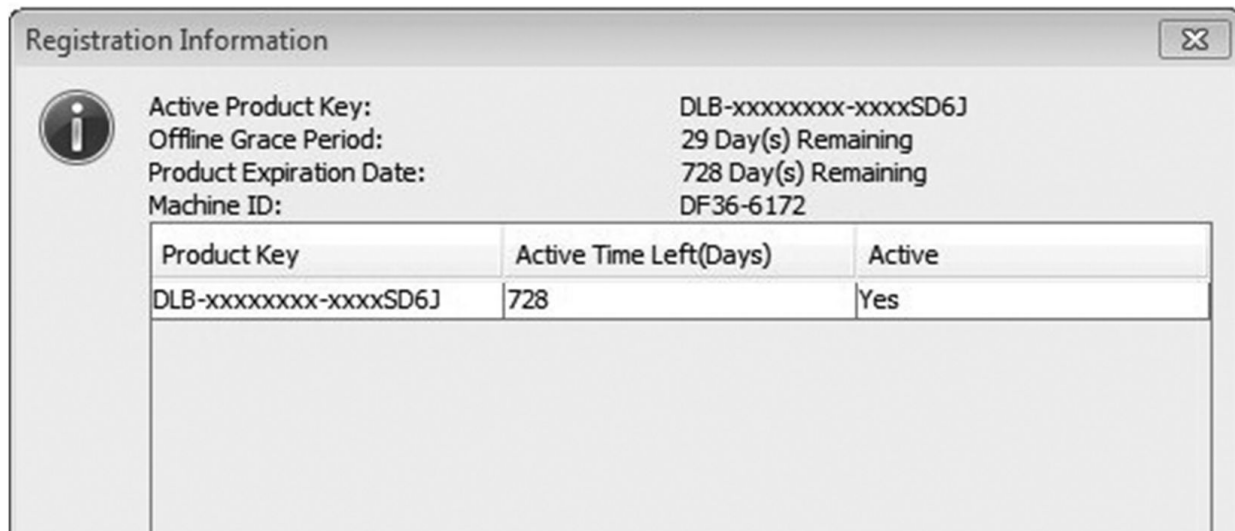 Registration Information
Active Product Key: DLB-xxxxxxxx-xxxxSD6J
Offline Grace Period: 29 Day(s) Remaining
Product Expiration Date: 728 Day(s) Remaining
Machine ID: DF36-6172
Product Key Active Time Left(Days) Active
DLB-xxxxxxxx-xxxxSD6J 728 Yes